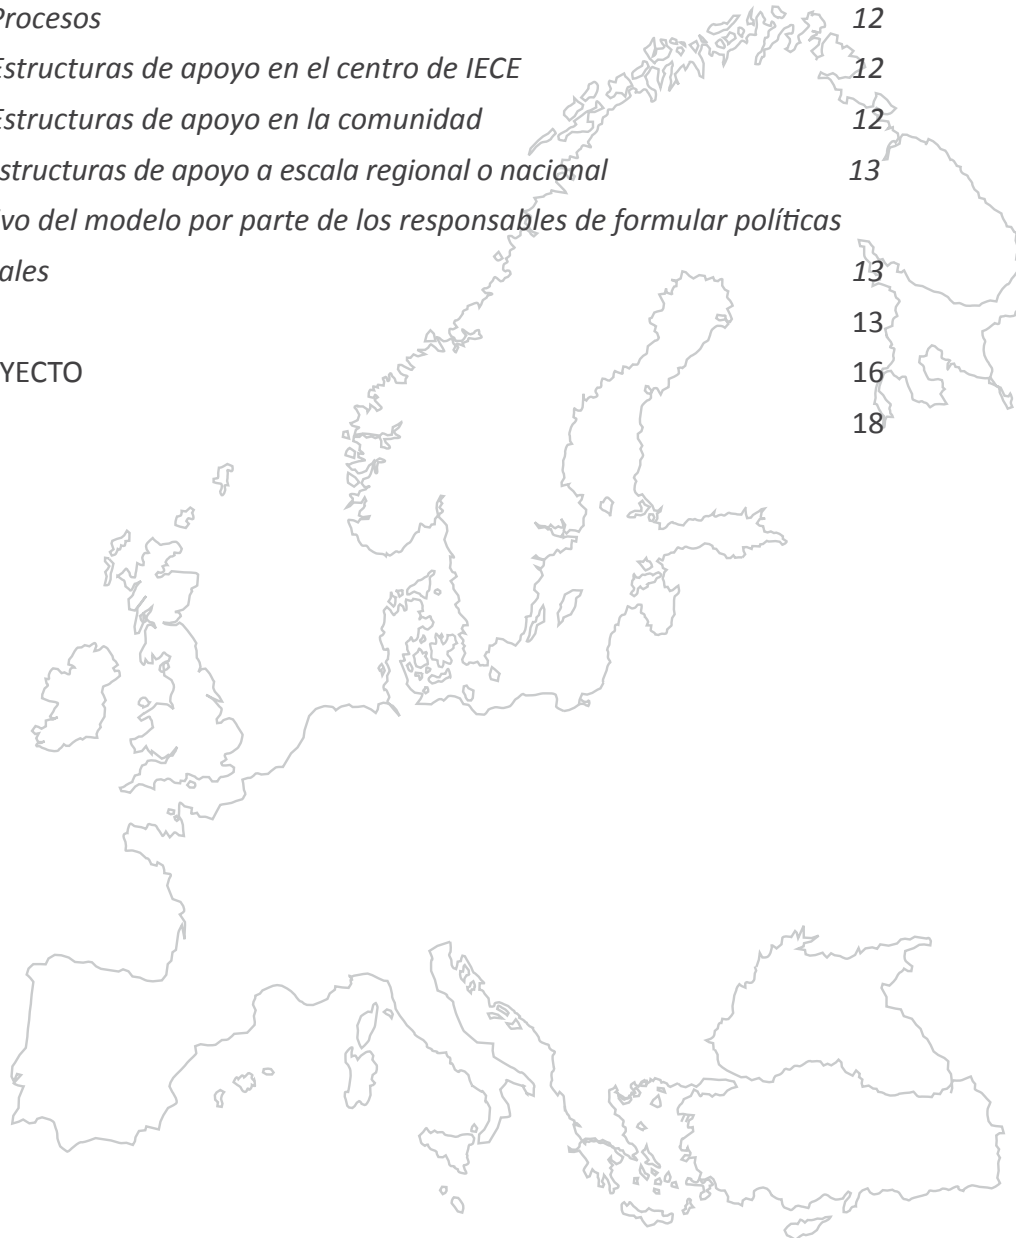 Procesos 12
Estructuras de apoyo en el centro de IECE 12
Estructuras de apoyo en la comunidad 12
structuras de apoyo a escala regional o nacional 13
vo del modelo por parte de los responsables de formular políticas
ales 13
13
YECTO 16
18